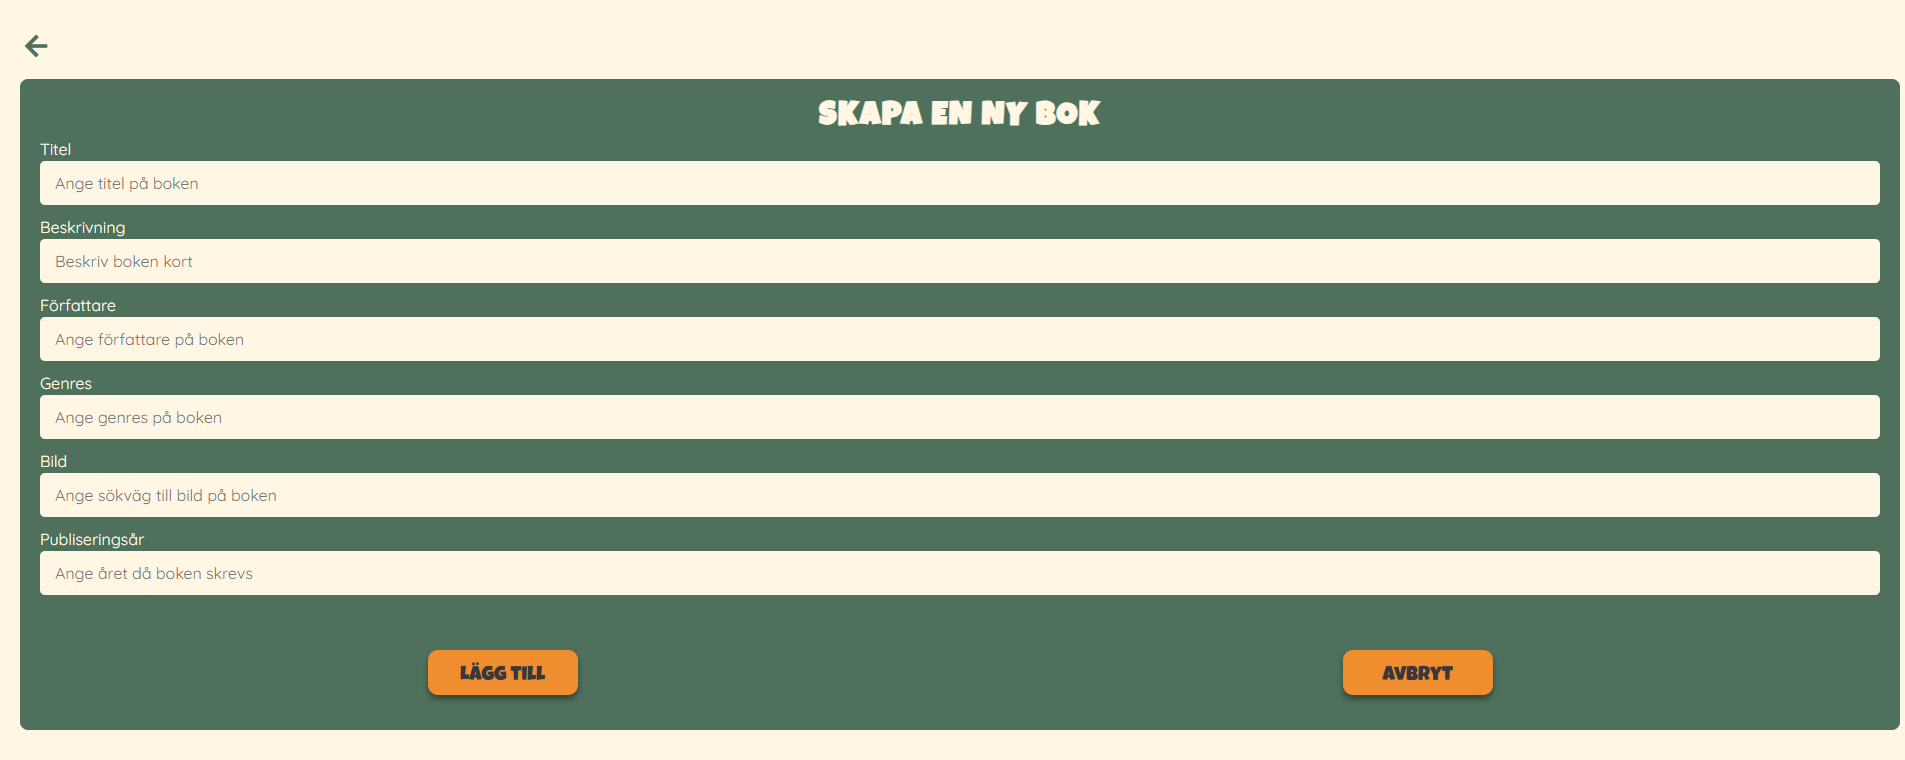 SKAPA EN NY BOK
Titel
Ange titel på boken
Beskrivning
Beskriv boken kort
Författare
Ange författare på boken
Genres
Ange genres på boken
Bild
Ange sökväg till bild på boken
Publiseringsår
Ange året då boken skrevs
LÄGG TILL
AVBRYT